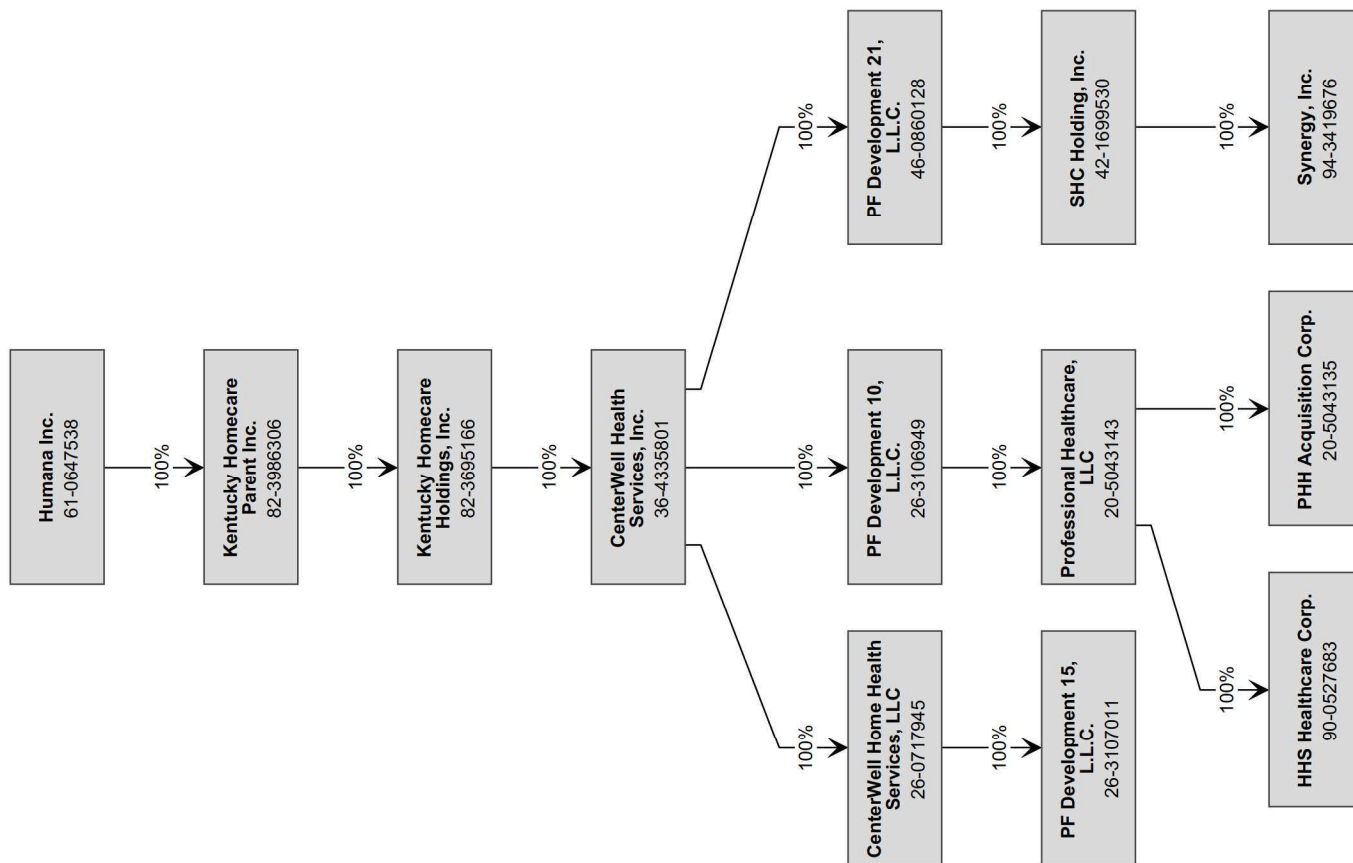 Humana Inc.
61-0647538
100%
Kentucky Homecare
Parent Inc.
82-3986306
100%
Kentucky Homecare
Holdings, Inc.
82-3695166
100%
CenterWell Health
Services, Inc.
36-4335801
100%
CenterWell Home Health
Services, LLC
26-0717945
100%
PF Development 10,
L.L.C.
26-3106949
100%
PF Development 21,
L.L.C.
46-0860128
100%
PF Development 15,
L.L.C.
26-3107011
100%
Professional Healthcare,
LLC
20-5043143
100%
SHC Holding, Inc.
42-1699530
100%
HHS Healthcare Corp.
90-0527683
100%
PHH Acquisition Corp.
20-5043135
100%
Synergy, Inc.
94-3419676